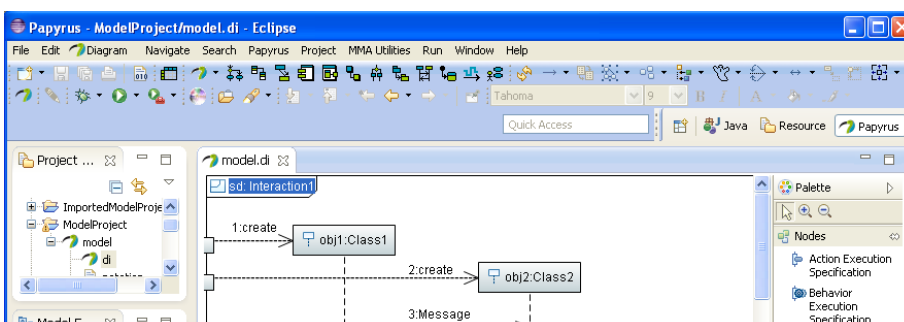 Papyrus - ModelProject/model.di - Eclipse
File Edit Diagram Navigate Search Papyrus Project MMA Utilities Run Window Help
Tahoma 9 B I A
Quick Access Java Resource Papyrus
Project ... model.di
sd: Interaction1 Palette
ImportedModelProje
ModelProject 1:create Nodes
model obj1:Class1
di Action Execution
Specification
2:create obj2:Class2
Behavior
Execution
3:Message Specification